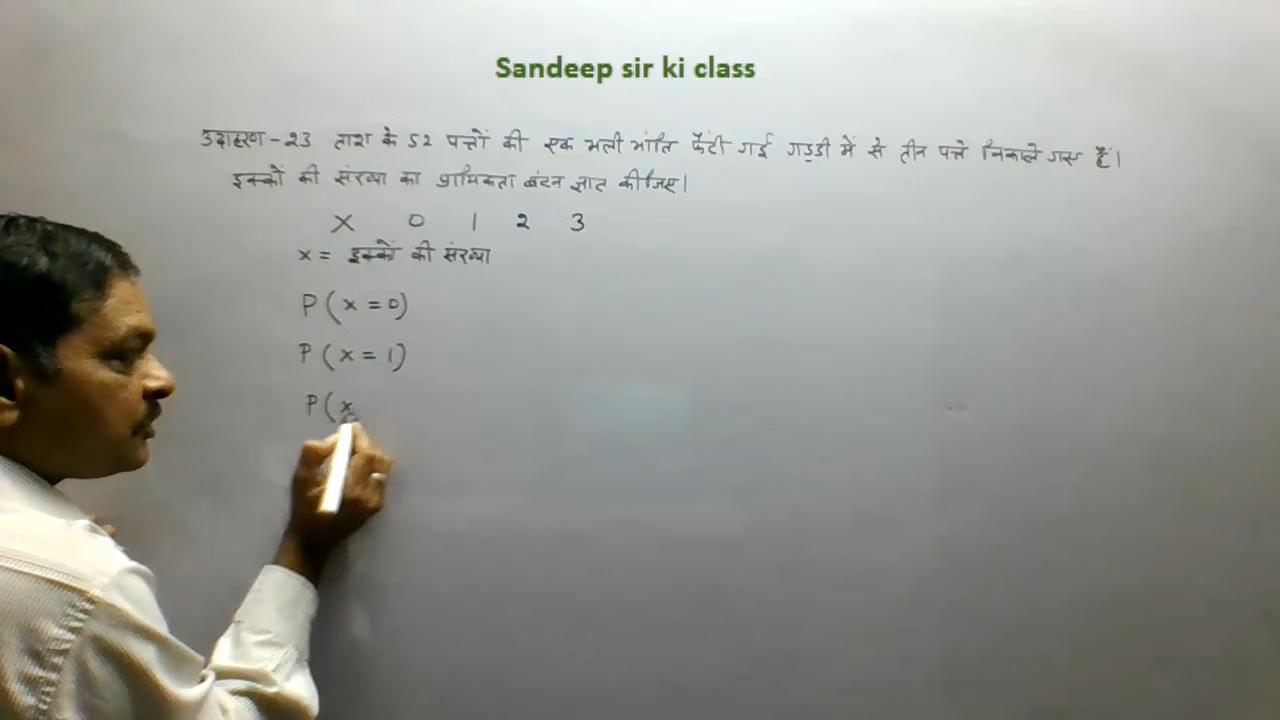 Sandeep sir ki class
उदाहरण-23 ताश के 52 पत्तों की एक भली भांति फेंटी गई गड्डी में से तीन पत्ते निकाले गए हैं।
इक्कों की संख्या का प्रायिकता बंटन ज्ञात कीजिए।
X 0 1 2 3
x = इक्कों की संख्या
P(x=0)
P(x=1)
P(x